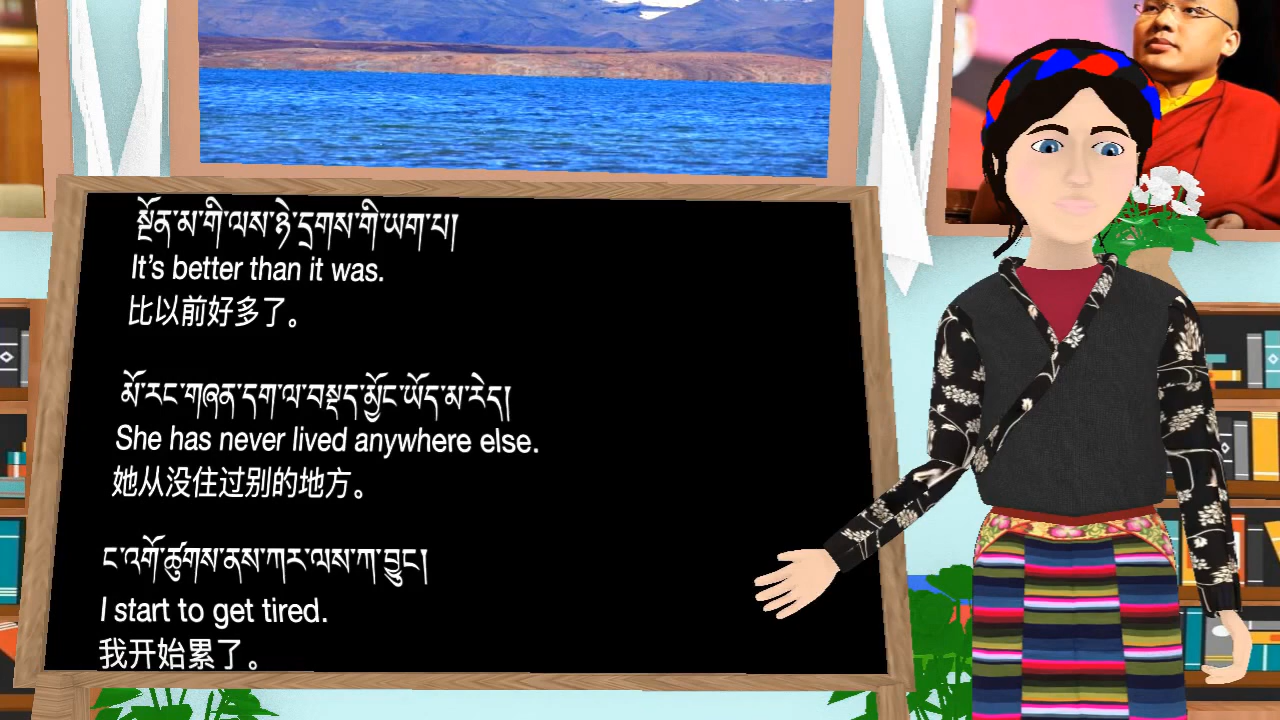 སྔོན་མ་གི་ལས་ཉེ་དྲགས་གི་ཡག་པ།
It’s better than it was.
比以前好多了。
མོ་རང་གཞན་དག་ལ་བསྡད་མྱོང་ཡོད་མ་རེད།
She has never lived anywhere else.
她从没住过别的地方。
ང་འགོ་ཚུགས་ནས་ཀར་ལས་ཀ་བྱུང།
I start to get tired.
我开始累了。